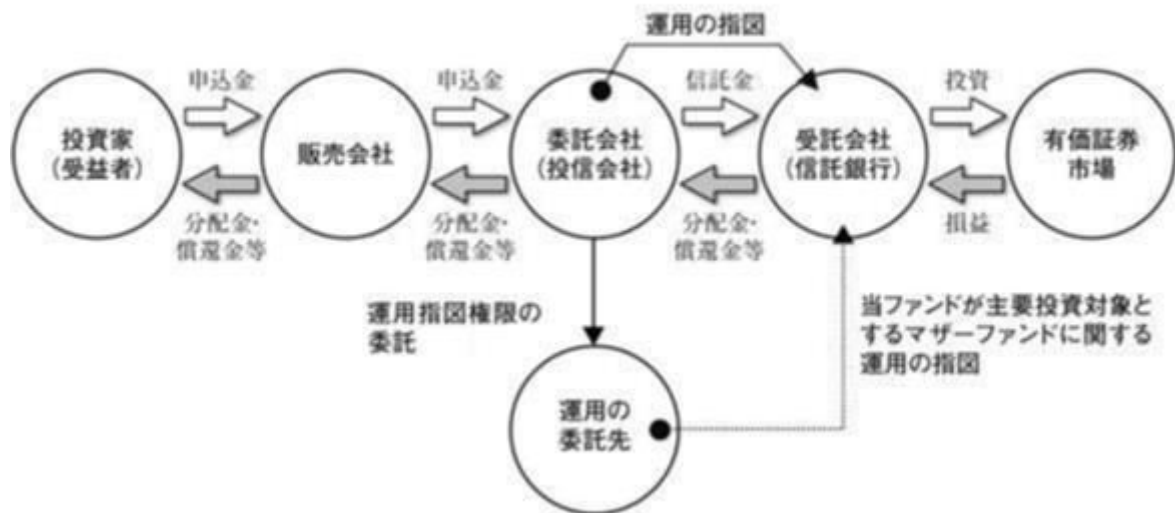 運用の指図
申込金
申込金
信託金
投資
投資家
(受益者)
販売会社
委託会社
(投信会社)
受託会社
(信託銀行)
有価証券
市場
分配金・
償還金等
分配金・
償還金等
分配金・
償還金等
損益
運用指図権限の
委託
当ファンドが主要投資対象と
するマザーファンドに関する
運用の指図
運用の
委託先